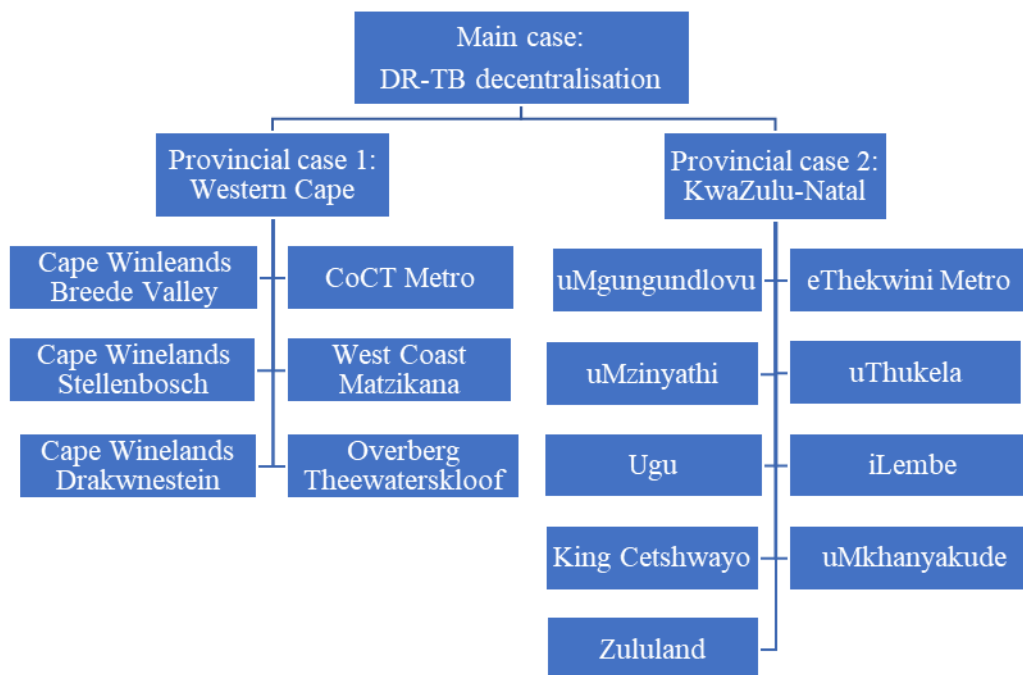 Main case:
DR-TB decentralisation
Provincial case 1:
Western Cape
Provincial case 2:
KwaZulu-Natal
Cape Winleands
Breede Valley
CoCT Metro
Cape Winelands
Stellenbosch
West Coast
Matzikana
Cape Winelands
Drakwnestein
Overberg
Theewaterskloof
uMgungundlovu
eThekwini Metro
uMzinyathi
uThukela
Ugu
iLembe
King Cetshwayo
uMkhanyakude
Zululand